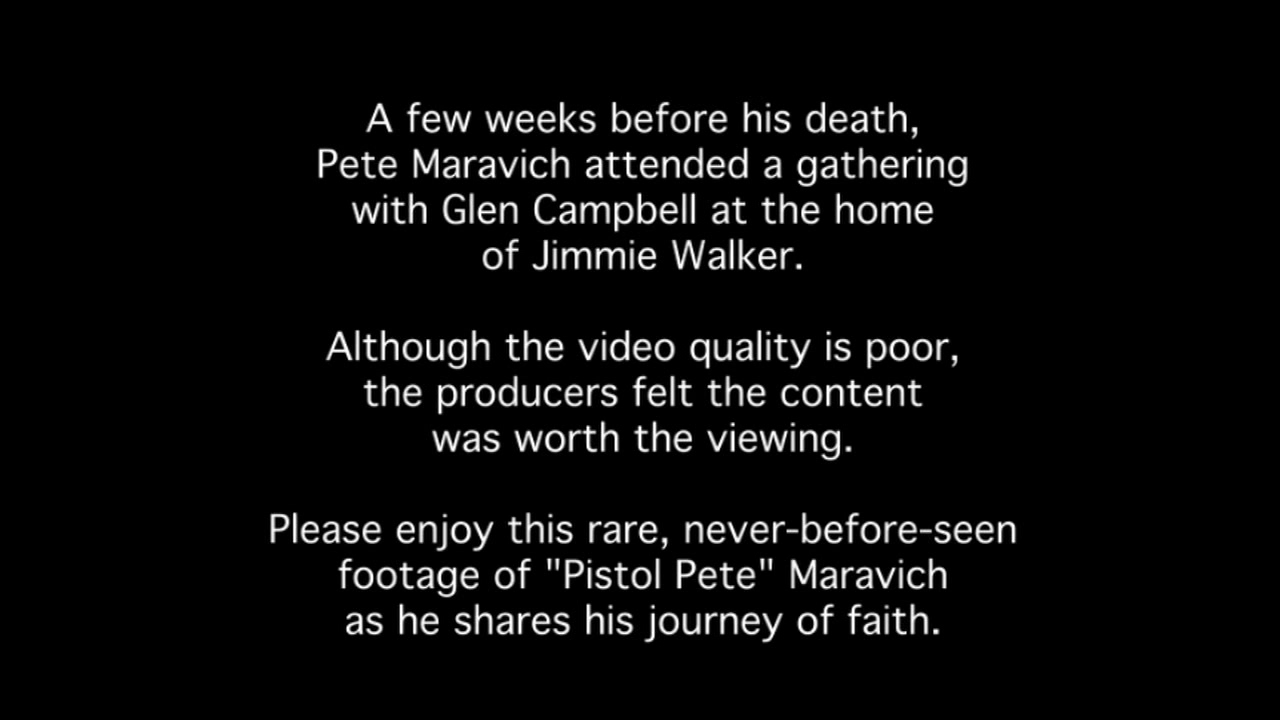 A few weeks before his death,
Pete Maravich attended a gathering
with Glen Campbell at the home
of Jimmie Walker.
Although the video quality is poor,
the producers felt the content
was worth the viewing.
Please enjoy this rare, never-before-seen
footage of "Pistol Pete" Maravich
as he shares his journey of faith.